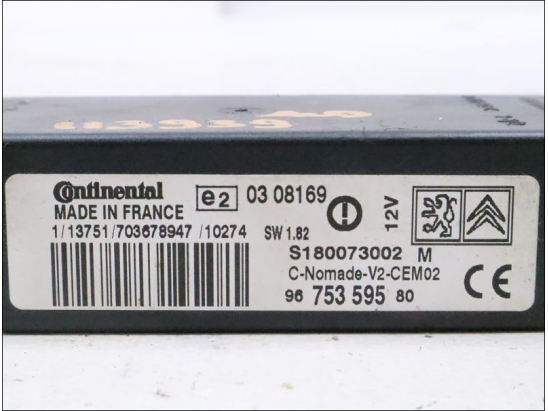 Continental
MADE IN FRANCE
e2 03 08169
12V
1/13751/703678947 /10274 SW 1.82
S180073002 M
C-Nomade-V2-CEM02
96 753 595 80
CE